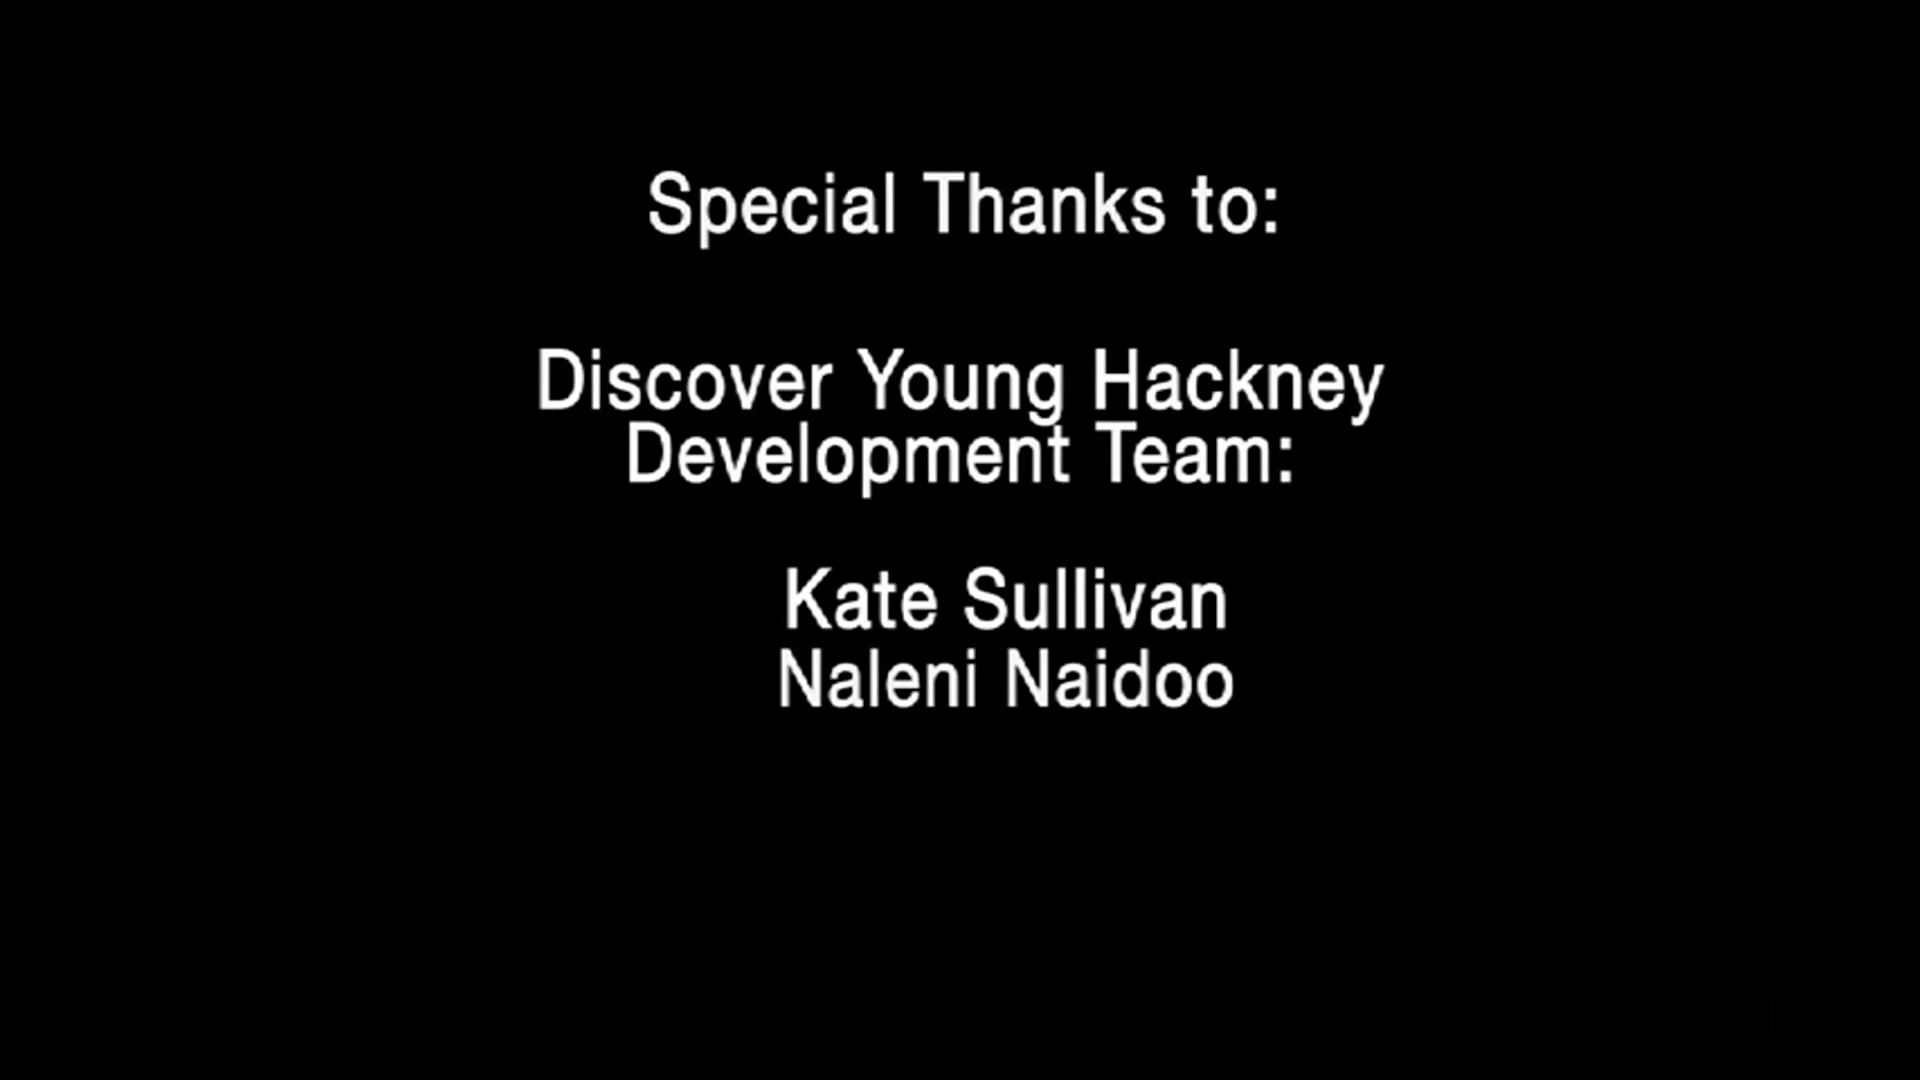 Special Thanks to:
Discover Young Hackney
Development Team:
Kate Sullivan
Naleni Naidoo